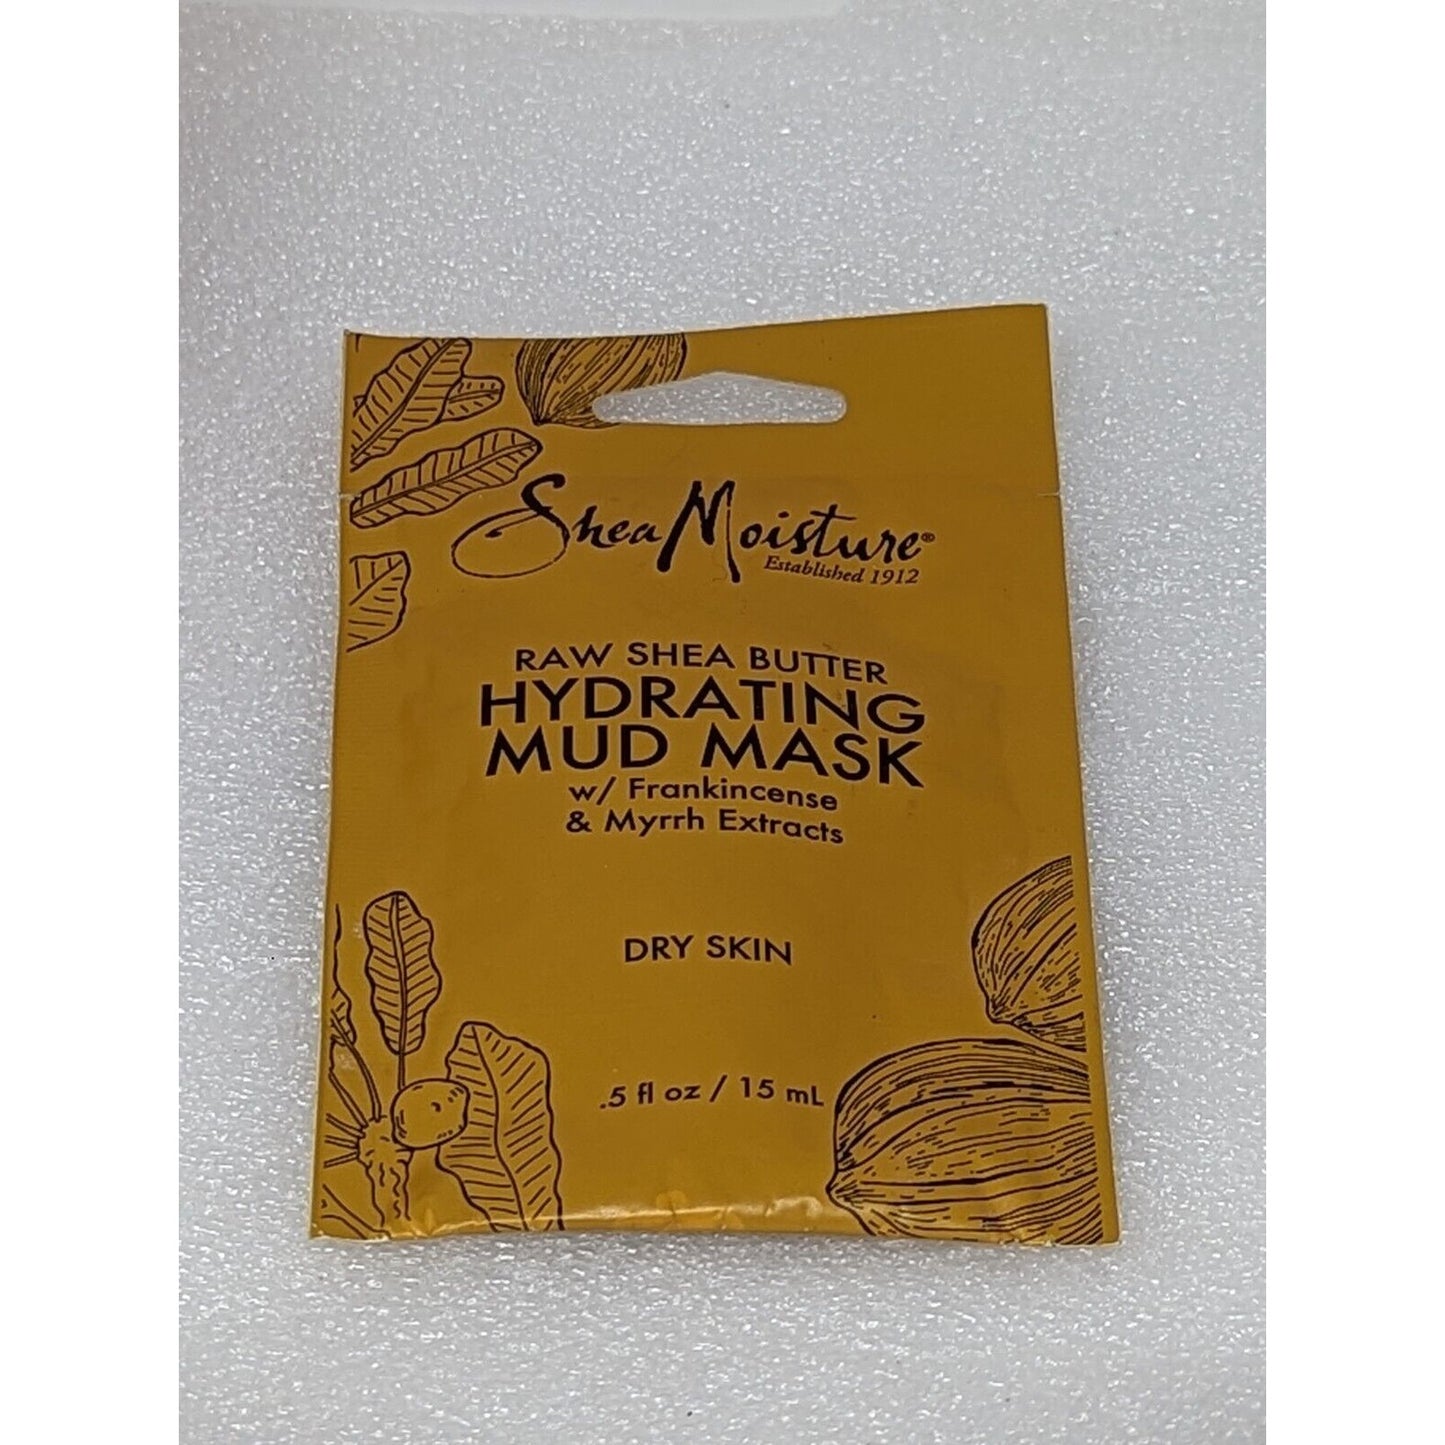 SheaMoisture®
Established 1912
RAW SHEA BUTTER
HYDRATING
MUD MASK
w/ Frankincense
& Myrrh Extracts
DRY SKIN
.5 fl oz / 15 mL